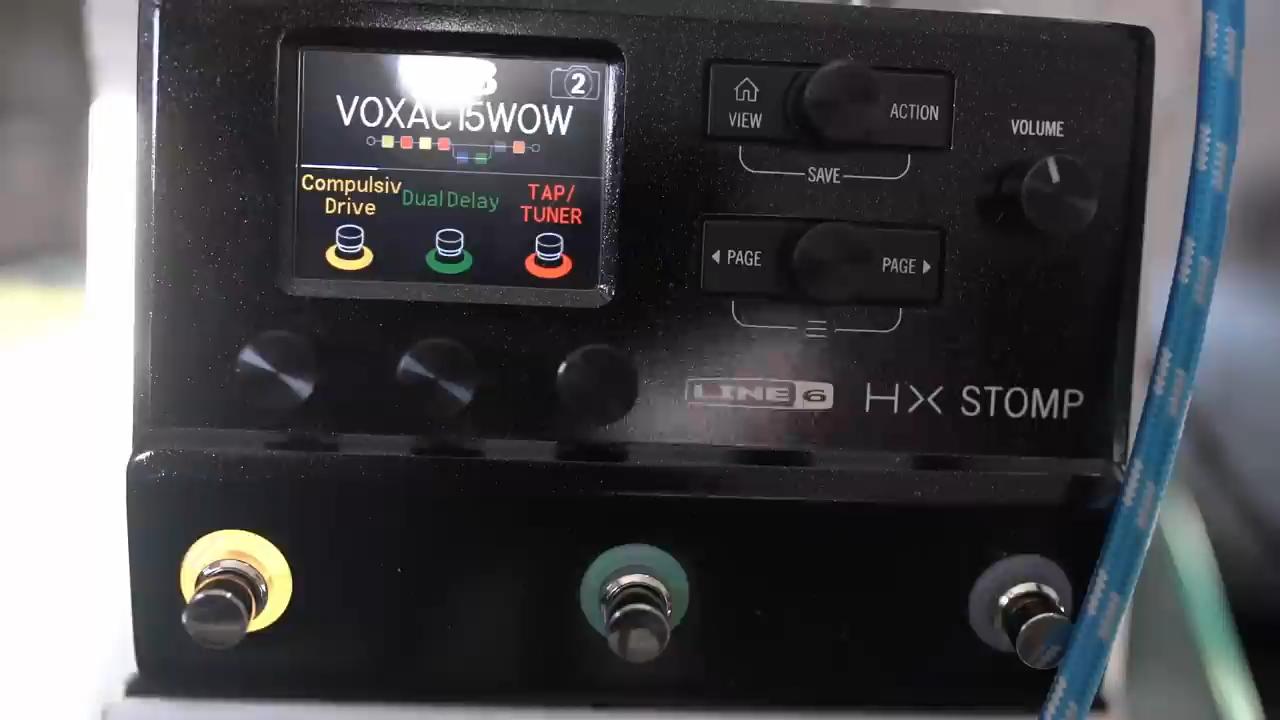 2
VOXAC15WOW
Compulsiv
Drive
Dual Delay
TAP/
TUNER
VIEW
ACTION
SAVE
VOLUME
PAGE
PAGE
LINE 6
HX STOMP